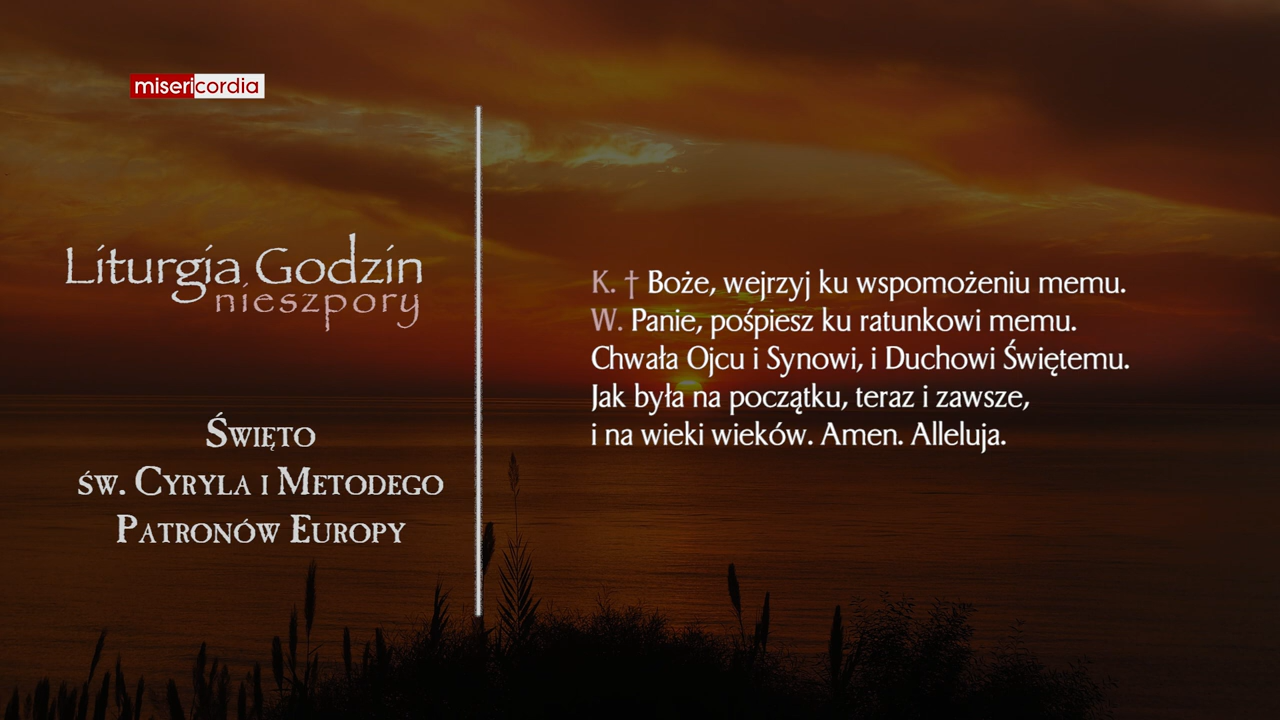 misericordia
Liturgia Godzin
nieszpory
Święto
św. Cyryla i Metodego
Patronów Europy
K. † Boże, wejrzyj ku wspomożeniu memu.
W. Panie, pośpiesz ku ratunkowi memu.
Chwała Ojcu i Synowi, i Duchowi Świętemu.
Jak była na początku, teraz i zawsze,
i na wieki wieków. Amen. Alleluja.